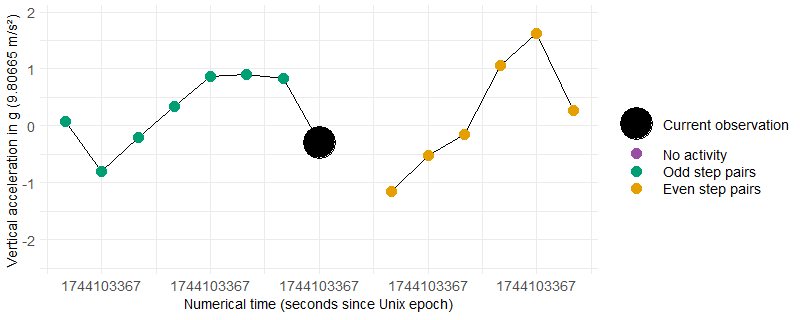 Vertical acceleration in g (9.80665 m/s²)
2
1
0
-1
-2
1744103367 1744103367 1744103367 1744103367 1744103367
Numerical time (seconds since Unix epoch)
Current observation
No activity
Odd step pairs
Even step pairs